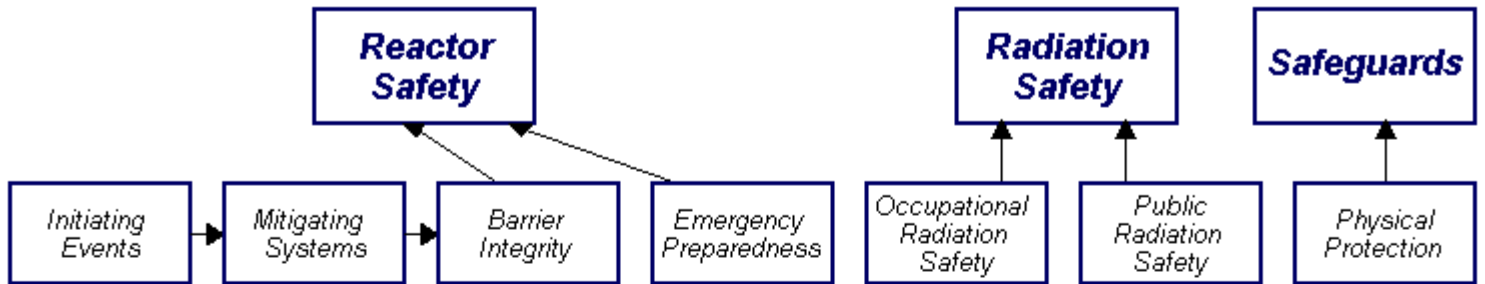 Reactor
Safety
Radiation
Safety
Safeguards
Initiating
Events
Mitigating
Systems
Barrier
Integrity
Emergency
Preparedness
Occupational
Radiation
Safety
Public
Radiation
Safety
Physical
Protection